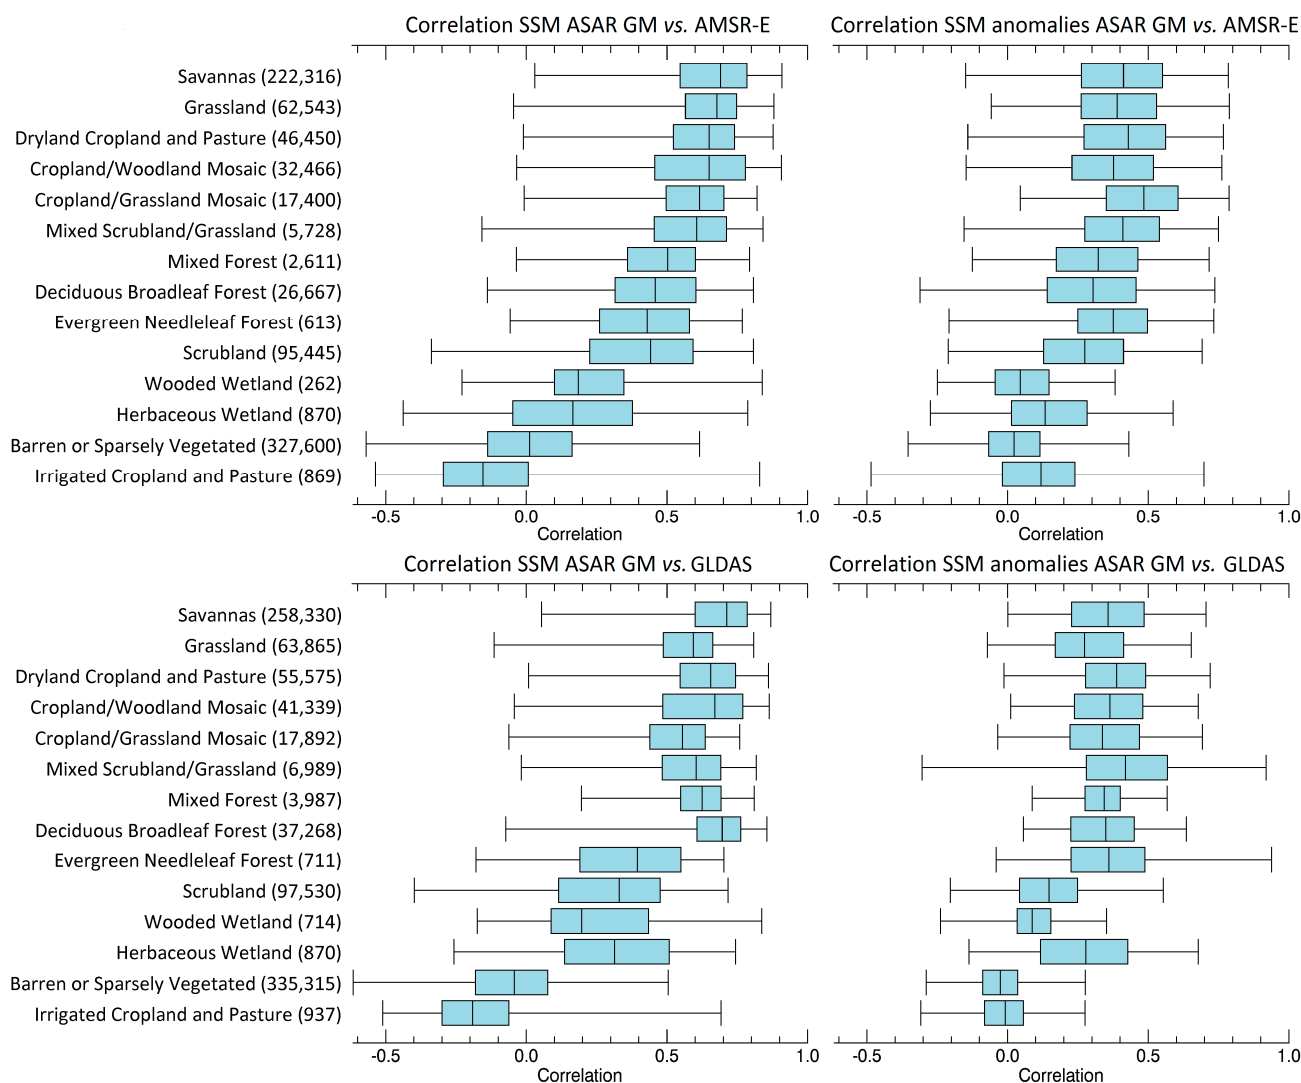 Correlation SSM ASAR GM vs. AMSR-E
Savannas (222,316)
Grassland (62,543)
Dryland Cropland and Pasture (46,450)
Cropland/Woodland Mosaic (32,466)
Cropland/Grassland Mosaic (17,400)
Mixed Scrubland/Grassland (5,728)
Mixed Forest (2,611)
Deciduous Broadleaf Forest (26,667)
Evergreen Needleleaf Forest (613)
Scrubland (95,445)
Wooded Wetland (262)
Herbaceous Wetland (870)
Barren or Sparsely Vegetated (327,600)
Irrigated Cropland and Pasture (869)
-0.5 0.0 0.5 1.0
Correlation
Correlation SSM anomalies ASAR GM vs. AMSR-E
-0.5 0.0 0.5 1.0
Correlation
Correlation SSM ASAR GM vs. GLDAS
Savannas (258,330)
Grassland (63,865)
Dryland Cropland and Pasture (55,575)
Cropland/Woodland Mosaic (41,339)
Cropland/Grassland Mosaic (17,892)
Mixed Scrubland/Grassland (6,989)
Mixed Forest (3,987)
Deciduous Broadleaf Forest (37,268)
Evergreen Needleleaf Forest (711)
Scrubland (97,530)
Wooded Wetland (714)
Herbaceous Wetland (870)
Barren or Sparsely Vegetated (335,315)
Irrigated Cropland and Pasture (937)
-0.5 0.0 0.5 1.0
Correlation
Correlation SSM anomalies ASAR GM vs. GLDAS
-0.5 0.0 0.5 1.0
Correlation